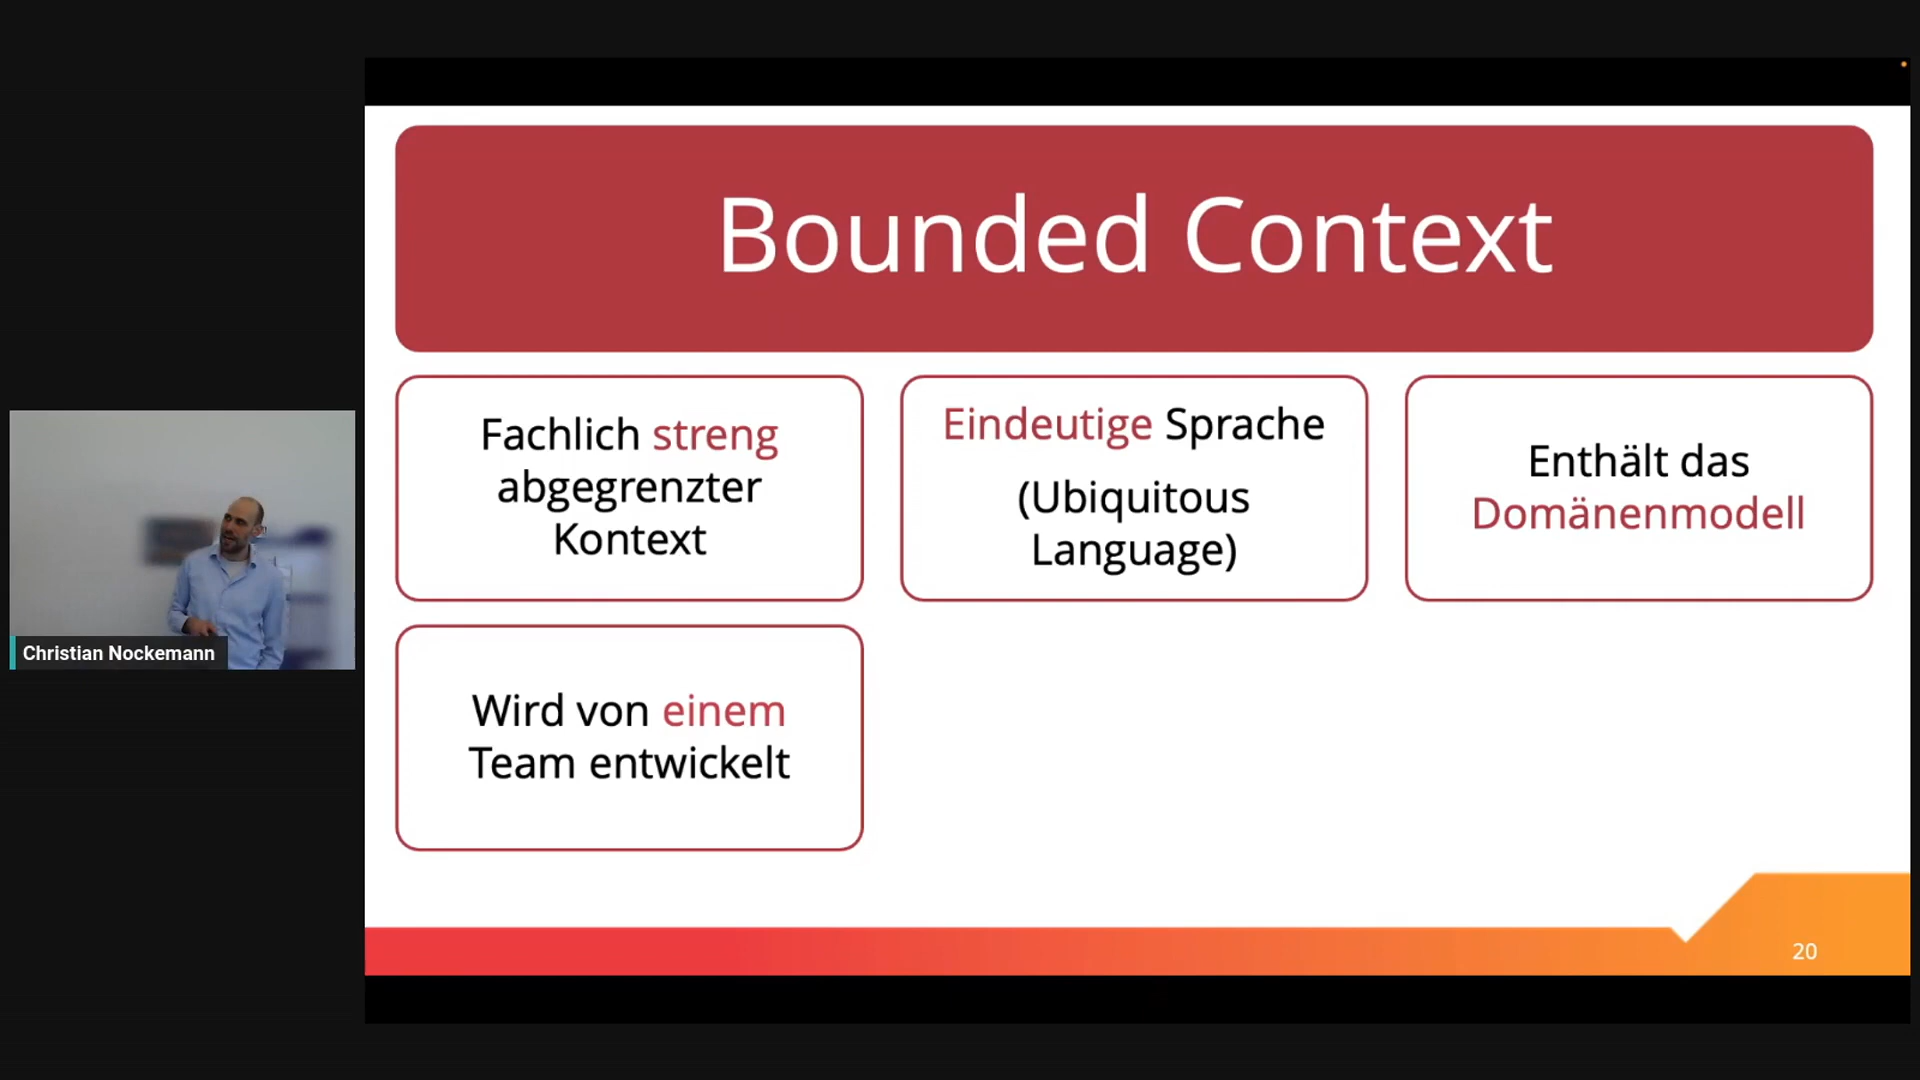 Bounded Context
Fachlich streng
abgegrenzter
Kontext
Eindeutige Sprache
(Ubiquitous
Language)
Enthält das
Domänenmodell
Wird von einem
Team entwickelt
Christian Nockemann
20